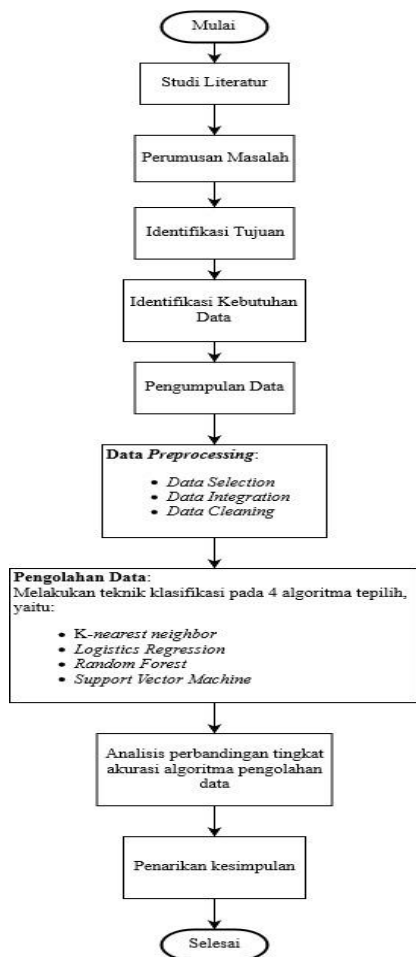 Mulai
Studi Literatur
Perumusan Masalah
Identifikasi Tujuan
Identifikasi Kebutuhan
Data
Pengumpulan Data
Data Preprocessing:
• Data Selection
• Data Integration
• Data Cleaning
Pengolahan Data:
Melakukan teknik klasifikasi pada 4 algoritma tepilih,
yaitu:
• K-nearest neighbor
• Logistics Regression
• Random Forest
• Support Vector Machine
Analisis perbandingan tingkat
akurasi algoritma pengolahan
data
Penarikan kesimpulan
Selesai